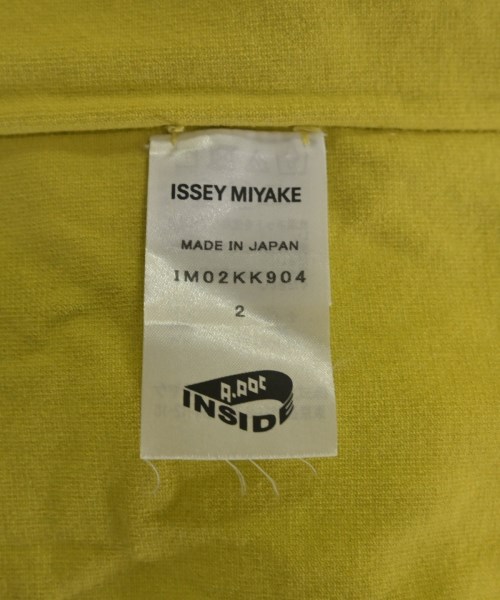 ISSEY MIYAKE
MADE IN JAPAN
IM02KK904
2
A.POC
INSIDE